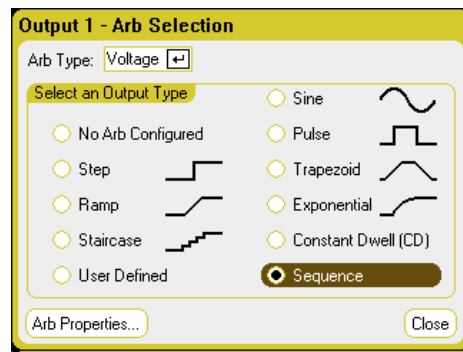 Output 1 - Arb Selection
Arb Type: Voltage
Select an Output Type
No Arb Configured
Step
Ramp
Staircase
User Defined
Sine
Pulse
Trapezoid
Exponential
Constant Dwell (CD)
Sequence
Arb Properties...
Close